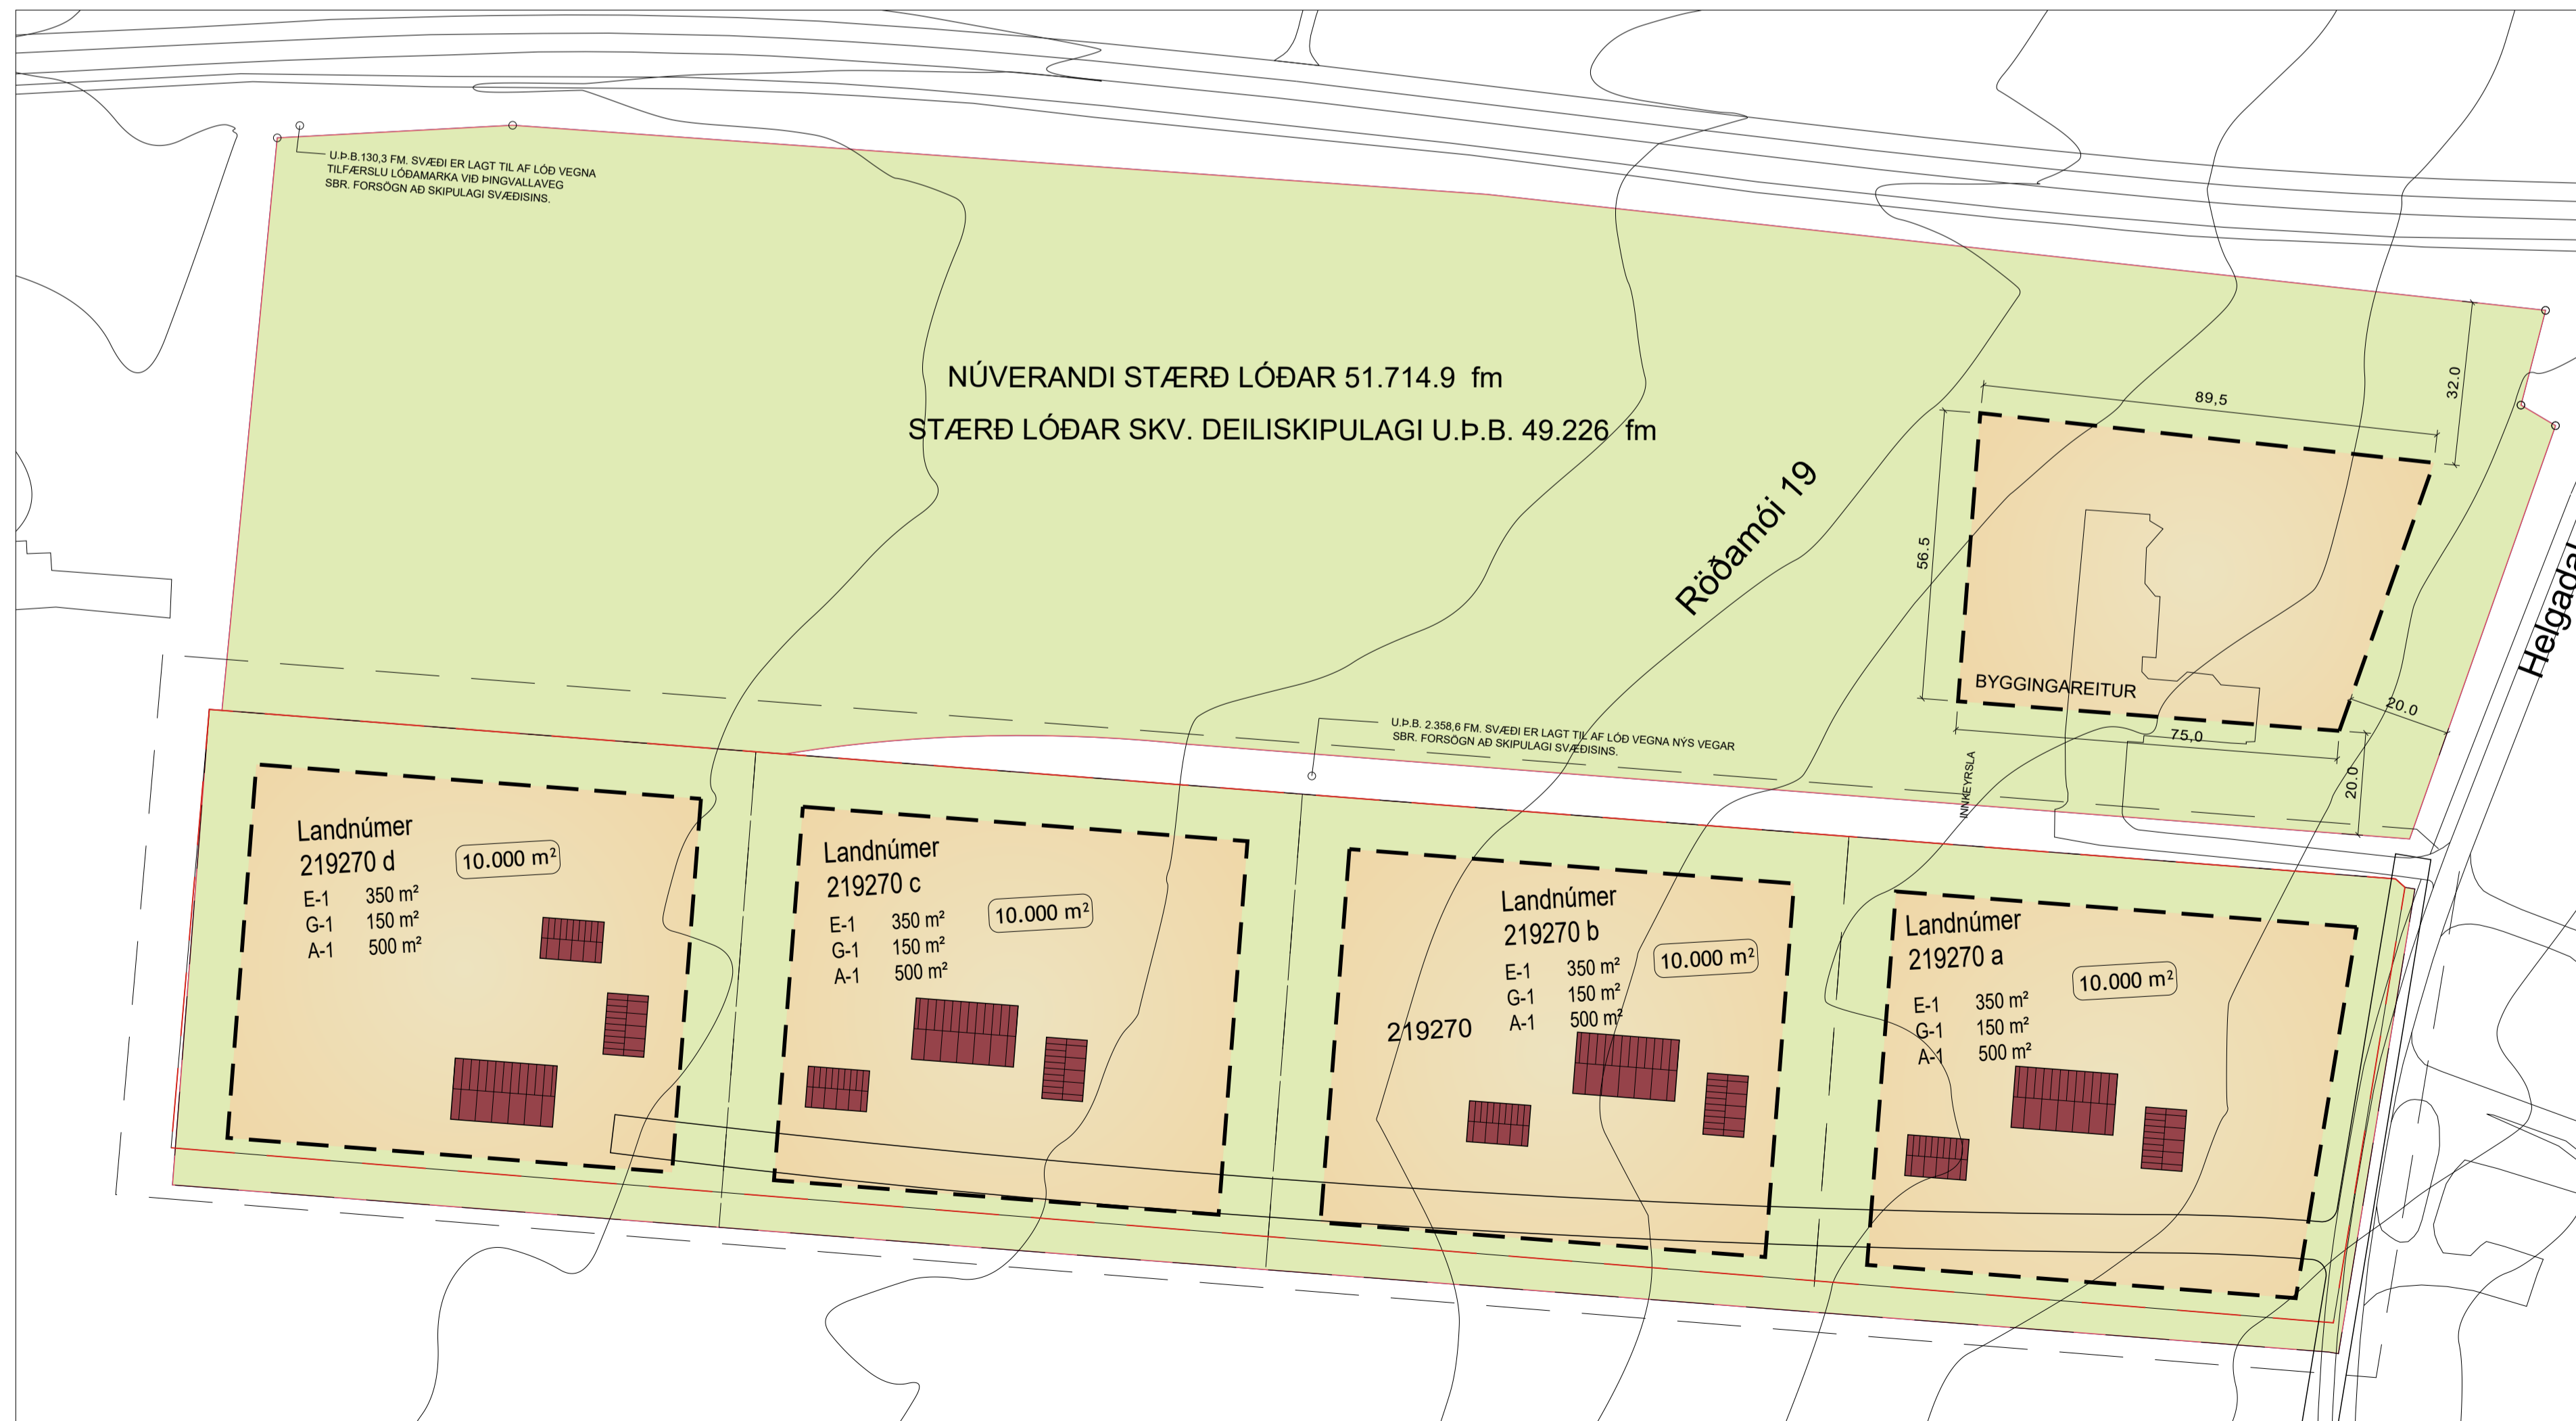 U.Þ.B.130,3 FM. SVÆÐI ER LAGT TIL AF LÓÐ VEGNA
TILFÆRSLU LÓÐAMARKA VIÐ ÞINGVALLAVEG
SBR. FORSÖGN AÐ SKIPULAGI SVÆÐISINS.
NÚVERANDI STÆRÐ LÓÐAR 51.714.9 fm
STÆRÐ LÓÐAR SKV. DEILISKIPULAGI U.Þ.B. 49.226 fm
Röðamói 19
32.0
89,5
56.5
BYGGINGAREITUR
20.0
75,0
20.0
INNKEYRSLA
Helgadal
U.Þ.B. 2.358,6 FM. SVÆÐI ER LAGT TIL AF LÓÐ VEGNA NÝS VEGAR
SBR. FORSÖGN AÐ SKIPULAGI SVÆÐISINS.
Landnúmer
219270 d
10.000 m²
E-1 350 m²
G-1 150 m²
A-1 500 m²
Landnúmer
219270 c
10.000 m²
E-1 350 m²
G-1 150 m²
A-1 500 m²
Landnúmer
219270 b
10.000 m²
E-1 350 m²
G-1 150 m²
A-1 500 m²
219270
Landnúmer
219270 a
10.000 m²
E-1 350 m²
G-1 150 m²
A-1 500 m²